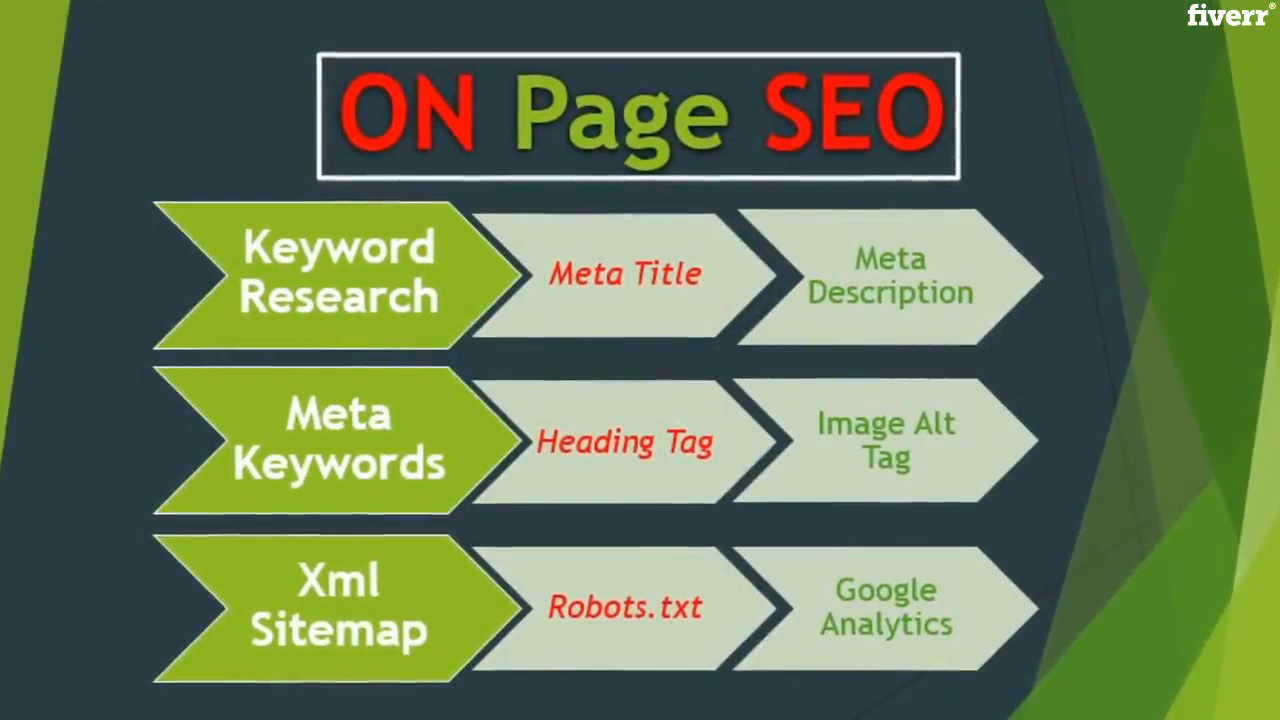 fiverr®
ON Page SEO
Keyword
Research
Meta Title
Meta
Description
Meta
Keywords
Heading Tag
Image Alt
Tag
Xml
Sitemap
Robots.txt
Google
Analytics